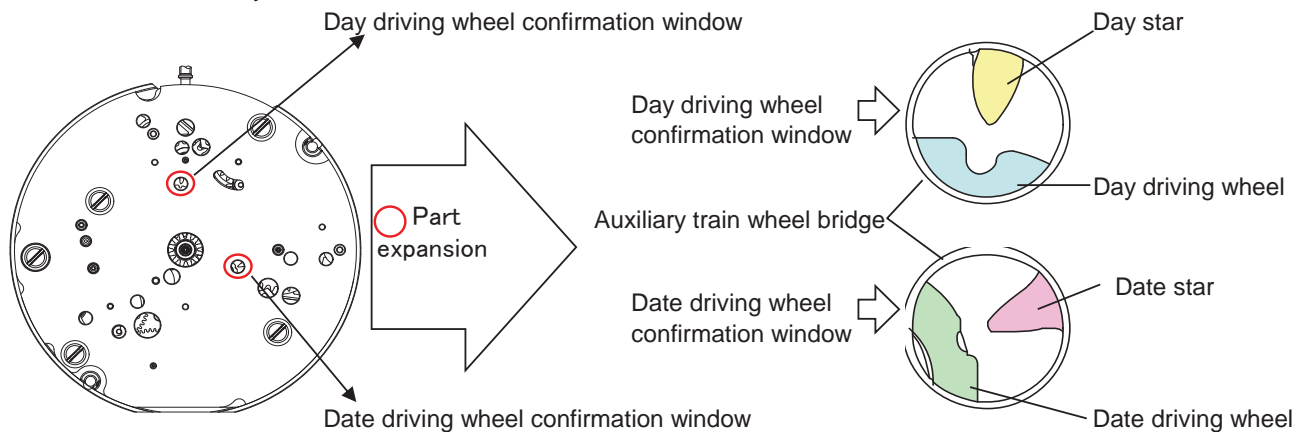 Day driving wheel confirmation window
Day star
Day driving wheel
confirmation window
Day driving wheel
Auxiliary train wheel bridge
Part
expansion
Date star
Date driving wheel
confirmation window
Date driving wheel confirmation window
Date driving wheel